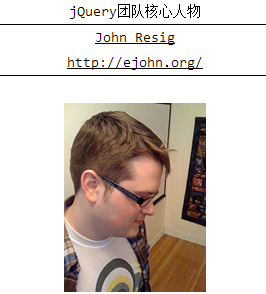 jQuery团队核心人物
John Resig
http://ejohn.org/